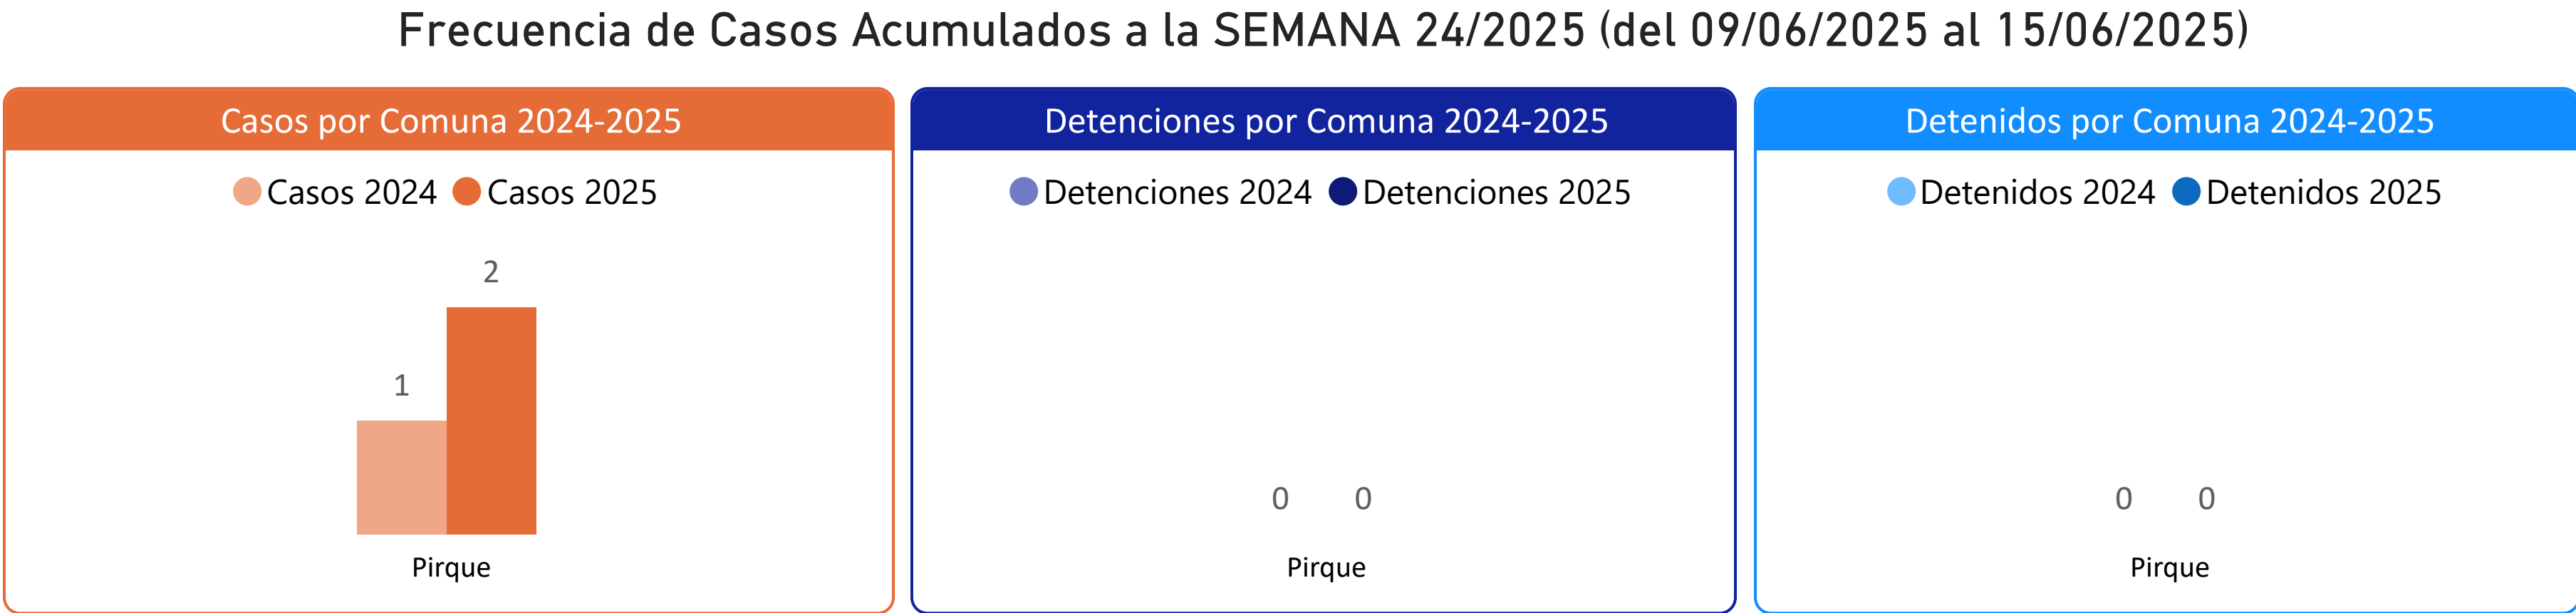 Frecuencia de Casos Acumulados a la SEMANA 24/2025 (del 09/06/2025 al 15/06/2025)
Casos por Comuna 2024-2025
Casos 2024 Casos 2025
2
1
Pirque
Detenciones por Comuna 2024-2025
Detenciones 2024 Detenciones 2025
0 0
Pirque
Detenidos por Comuna 2024-2025
Detenidos 2024 Detenidos 2025
0 0
Pirque